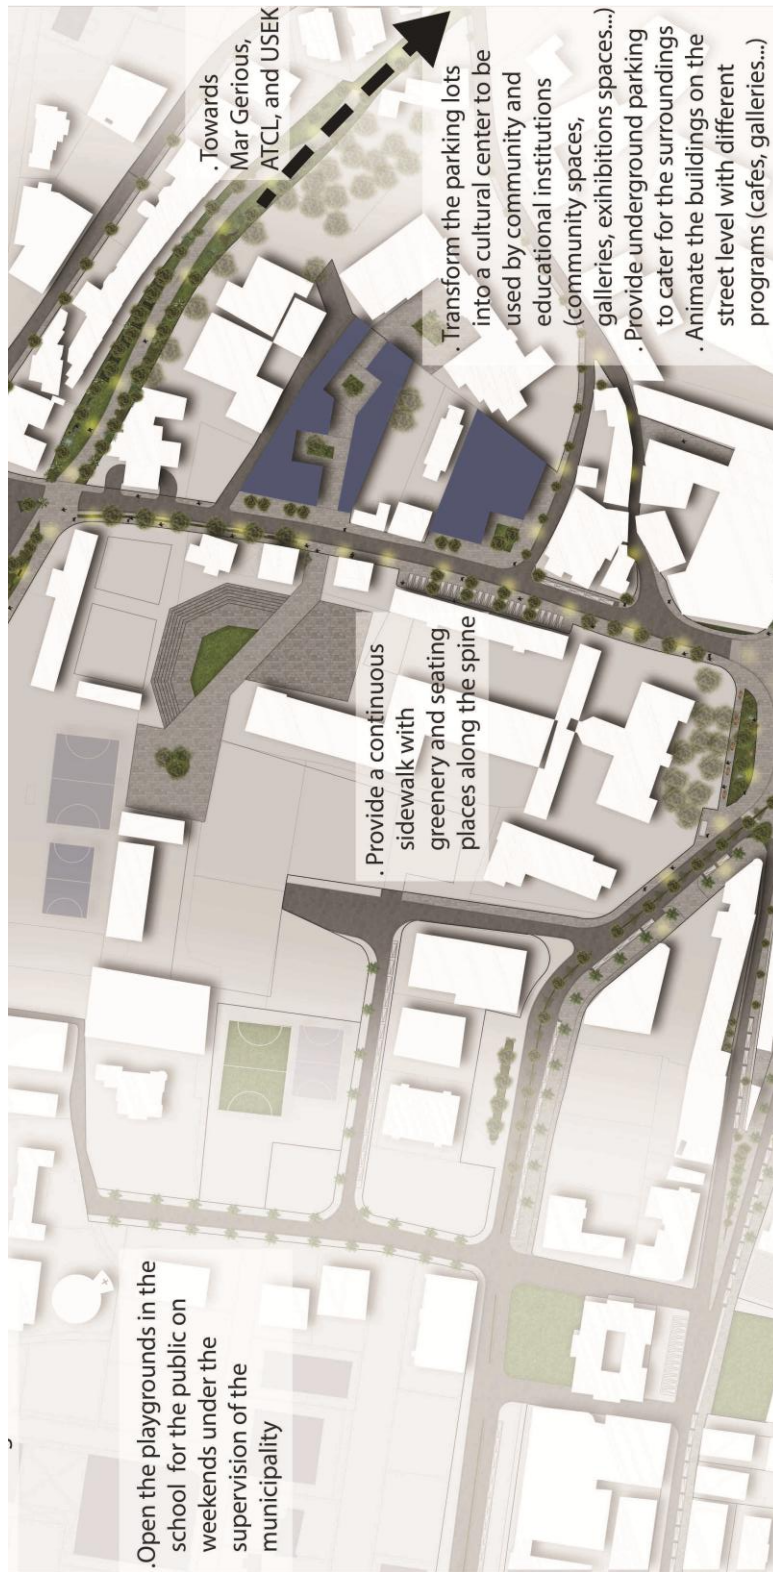 .Open the playgrounds in the
school for the public on
weekends under the
supervision of the
municipality
. Towards
Mar Gerious,
ATCL, and USEK
. Provide a continuous
sidewalk with
greenery and seating
places along the spine
. Transform the parking lots
into a cultural center to be
used by community and
educational institutions
(community spaces,
galleries, exihibitions spaces...)
. Provide underground parking
to cater for the surroundings
. Animate the buildings on the
street level with different
programs (cafes, galleries...)